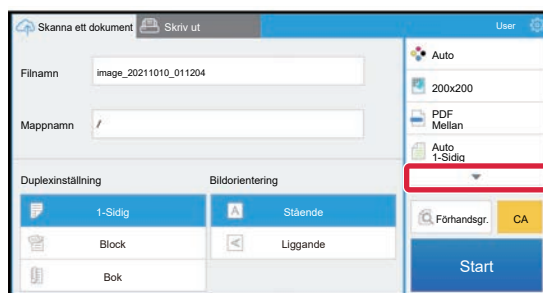 Skanna ett dokument
Skriv ut
User
Filnamn
image_20211010_011204
Mappnamn
/
Duplexinställning
Bildorientering
1-Sidig
Block
Bok
Stående
Liggande
Auto
200x200
PDF
Mellan
Auto
1-Sidig
Förhandsgr.
CA
Start